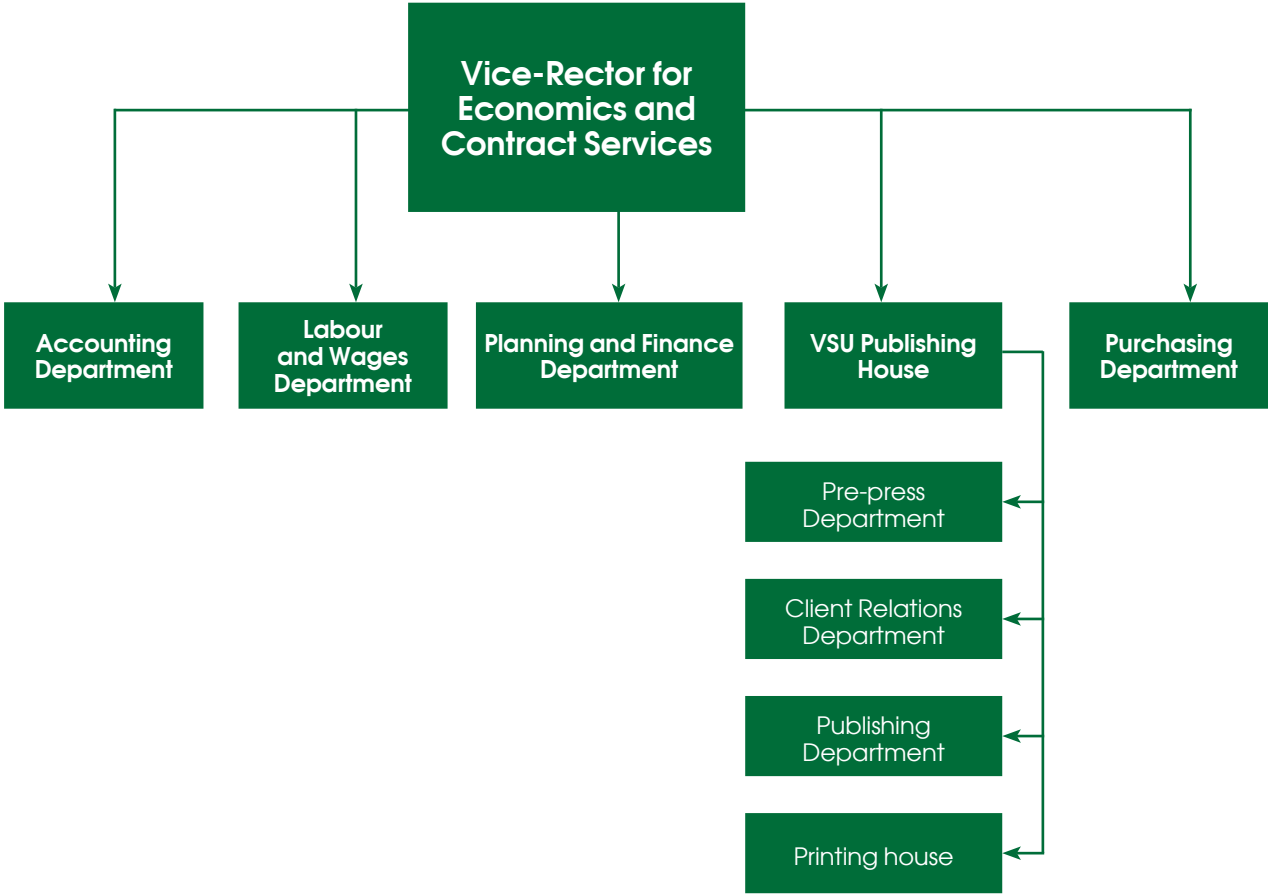 Vice-Rector for
Economics and
Contract Services
Accounting
Department
Labour
and Wages
Department
Planning and Finance
Department
VSU Publishing
House
Purchasing
Department
Pre-press
Department
Client Relations
Department
Publishing
Department
Printing house